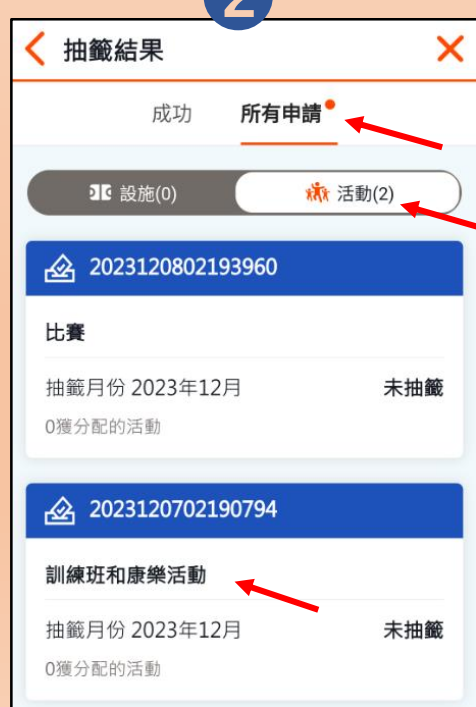 2
抽籤結果
成功 所有申請
設施(0) 活動(2)
2023120802193960
比賽
抽籤月份 2023年12月 未抽籤
0獲分配的活動
2023120702190794
訓練班和康樂活動
抽籤月份 2023年12月 未抽籤
0獲分配的活動